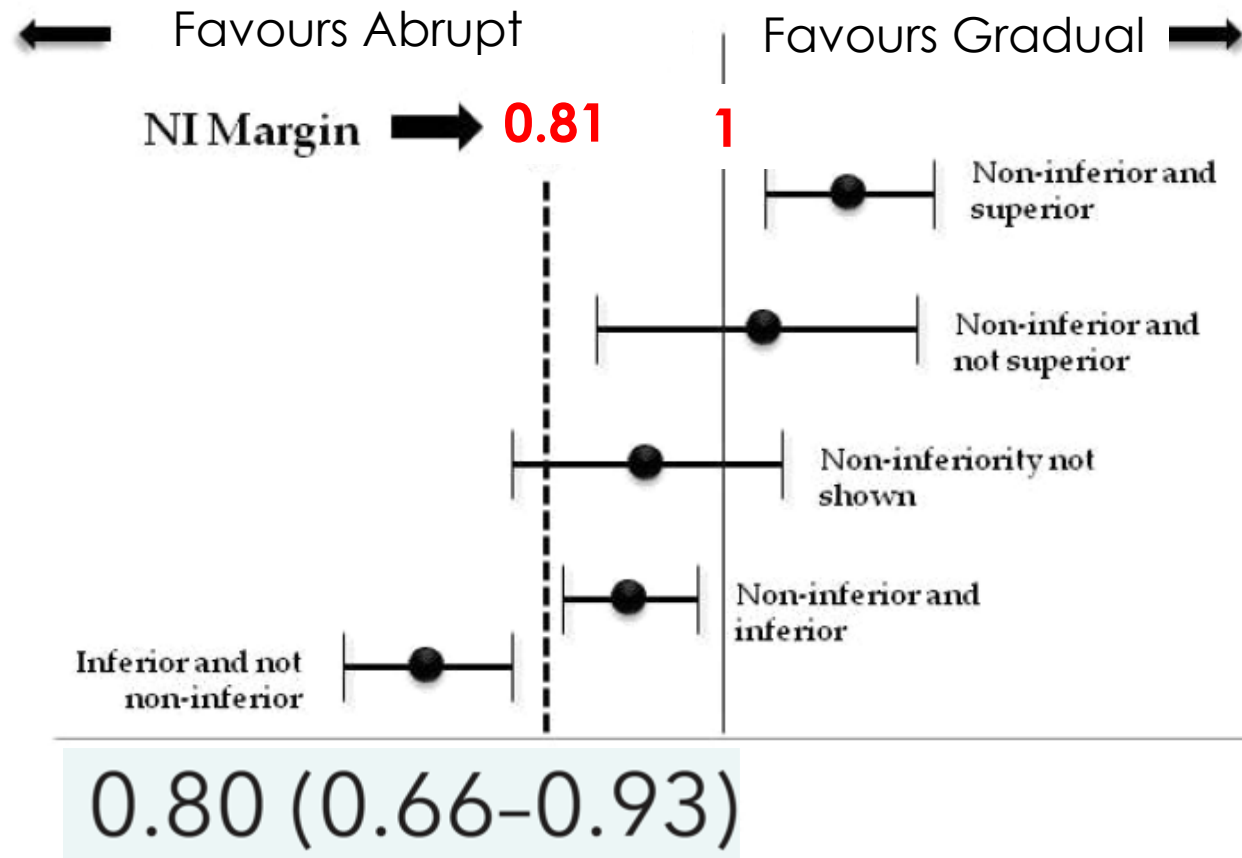 Favours Abrupt
Favours Gradual
NI Margin
0.81
1
Non-inferior and
superior
Non-inferior and
not superior
Non-inferiority not
shown
Non-inferior and
inferior
Inferior and not
non-inferior
0.80 (0.66–0.93)